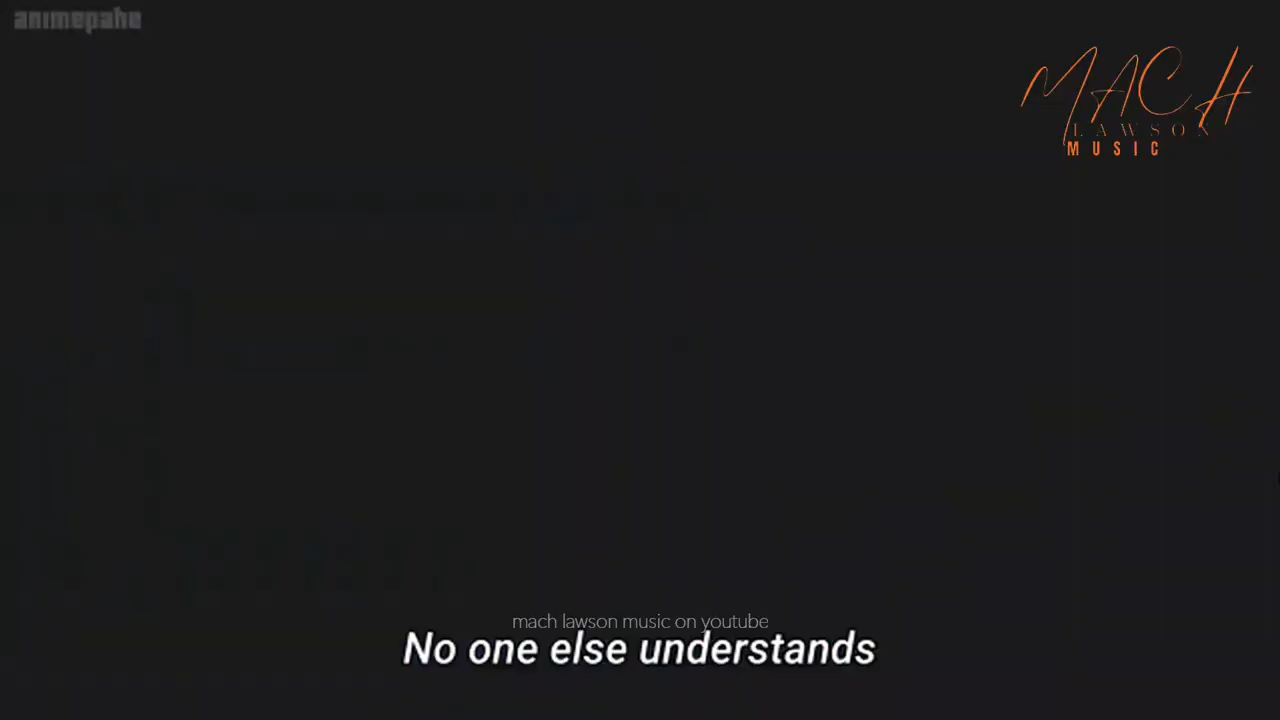 animepahe
MACH
LAWSON
MUSIC
mach lawson music on youtube
No one else understands